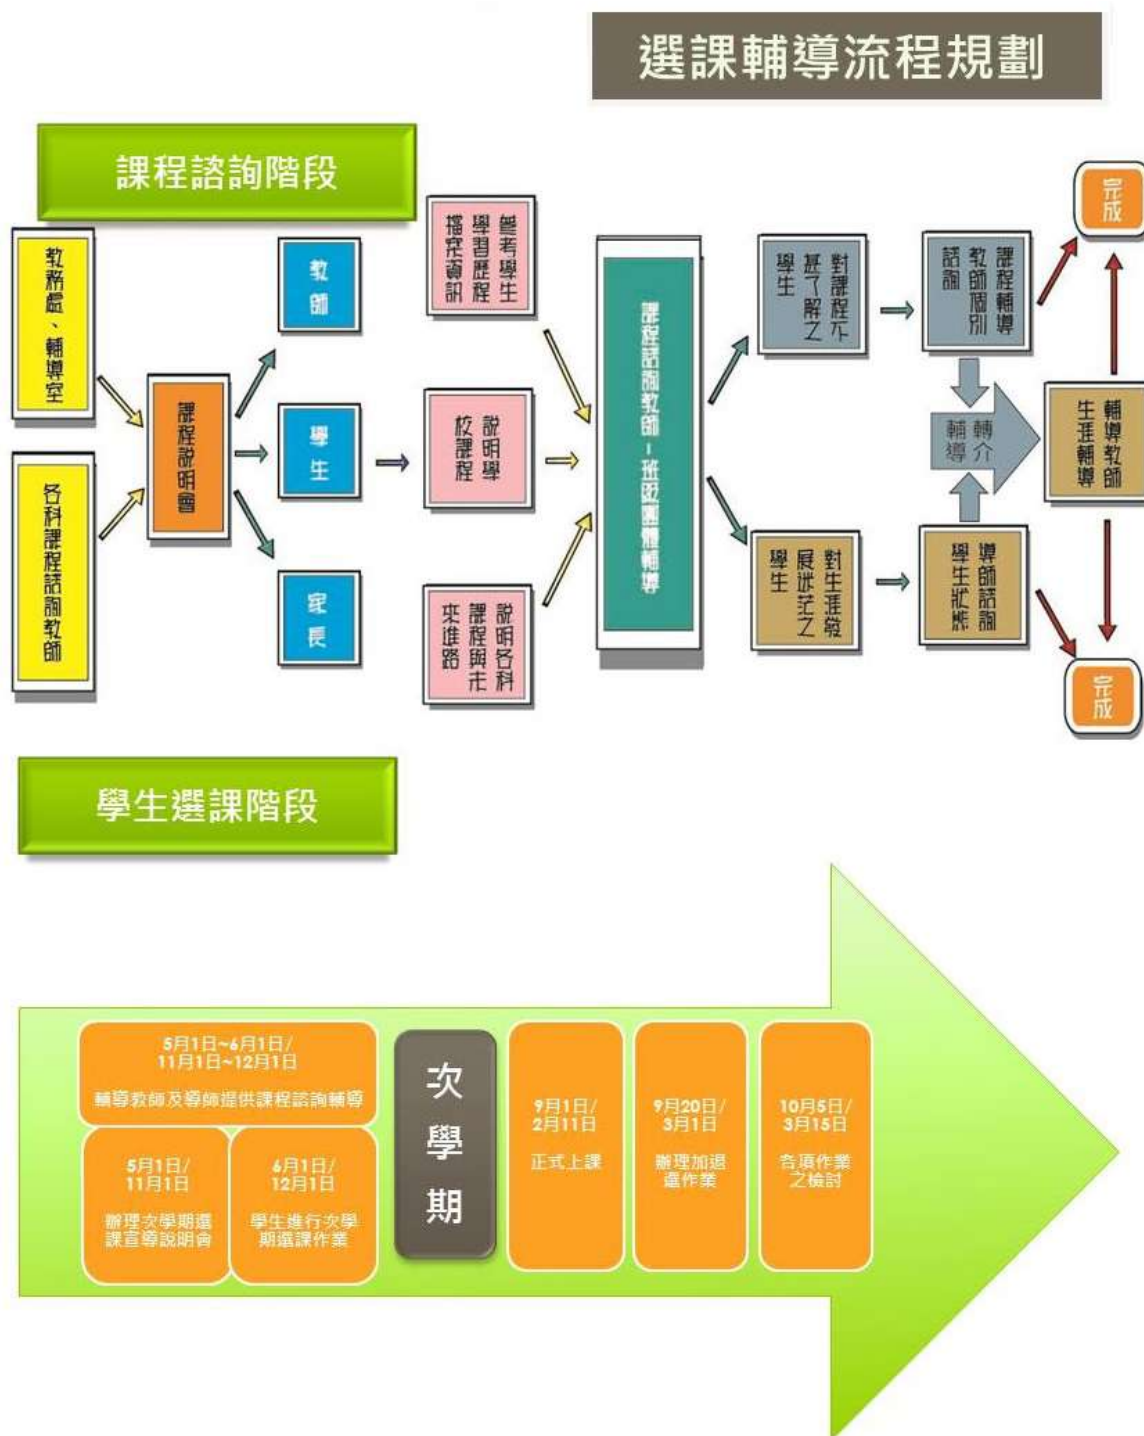 選課輔導流程規劃
課程諮詢階段
教務處、輔導室
各科課程諮詢教師
課程說明會
教師
學生
家長
參考學生
學習歷程
檔案資訊
說明學
校課程
說明各科
課程與未
來進路
課程諮詢教師-班級團體輔導
對課程不
甚了解之
學生
對生涯發
展迷茫之
學生
課程輔導
教師個別
諮詢
轉介
輔導
導師諮詢
學生狀態
輔導教師
生涯輔導
完成
完成
學生選課階段
5月1日~6月1日/
11月1日~12月1日
輔導教師及導師提供課程諮詢輔導
5月1日/
11月1日
辦理次學期選
課宣導說明會
6月1日/
12月1日
學生進行次學
期選課作業
次學期
9月1日/
2月11日
正式上課
9月20日/
3月1日
辦理加退
選作業
10月5日/
3月15日
各項作業
之檢討